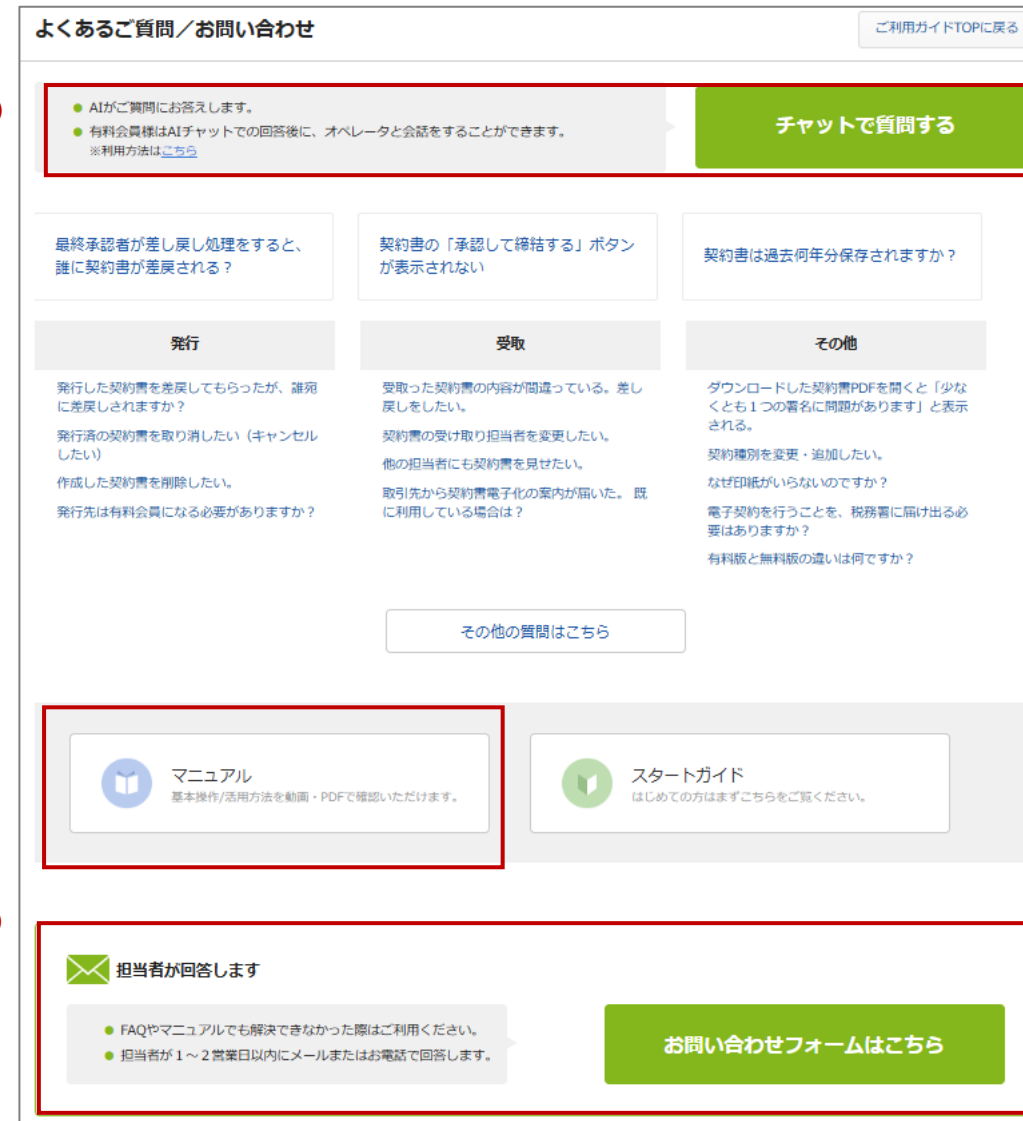 よくあるご質問／お問い合わせ
ご利用ガイドTOPに戻る
● AIがご質問にお答えします。
● 有料会員様はAIチャットでの回答後に、オペレータと会話をすることができます。
※利用方法はこちら
チャットで質問する
最終承認者が差し戻し処理をすると、
誰に契約書が差戻される？
契約書の「承認して締結する」ボタン
が表示されない
契約書は過去何年分保存されますか？
発行
発行した契約書を差戻してもらったが、誰宛
に差戻しされますか？
発行済の契約書を取り消したい（キャンセル
したい）
作成した契約書を削除したい。
発行先は有料会員になる必要がありますか？
受取
受取った契約書の内容が間違っている。差し
戻しをしたい。
契約書の受け取り担当者を変更したい。
他の担当者にも契約書を見せたい。
取引先から契約書電子化の案内が届いた。 既
に利用している場合は？
その他
ダウンロードした契約書PDFを開くと「少な
くとも１つの署名に問題があります」と表示
される。
契約種別を変更・追加したい。
なぜ印紙がいらないのですか？
電子契約を行うことを、税務署に届け出る必
要はありますか？
有料版と無料版の違いは何ですか？
その他の質問はこちら
マニュアル
基本操作/活用方法を動画・PDFで確認いただけます。
スタートガイド
はじめての方はまずこちらをご覧ください。
担当者が回答します
● FAQやマニュアルでも解決できなかった際はご利用ください。
● 担当者が１～２営業日以内にメールまたはお電話で回答します。
お問い合わせフォームはこちら